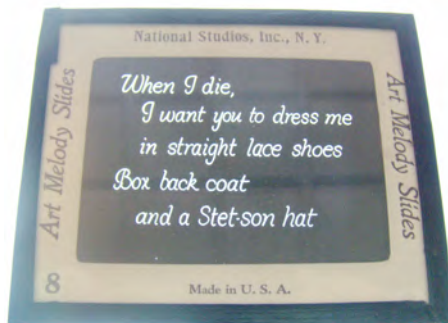 National Studios, Inc., N. Y.
Art Melody Slides
When I die,
I want you to dress me
in straight lace shoes
Box back coat
and a Stet-son hat
Art Melody Slides
8
Made in U. S. A.